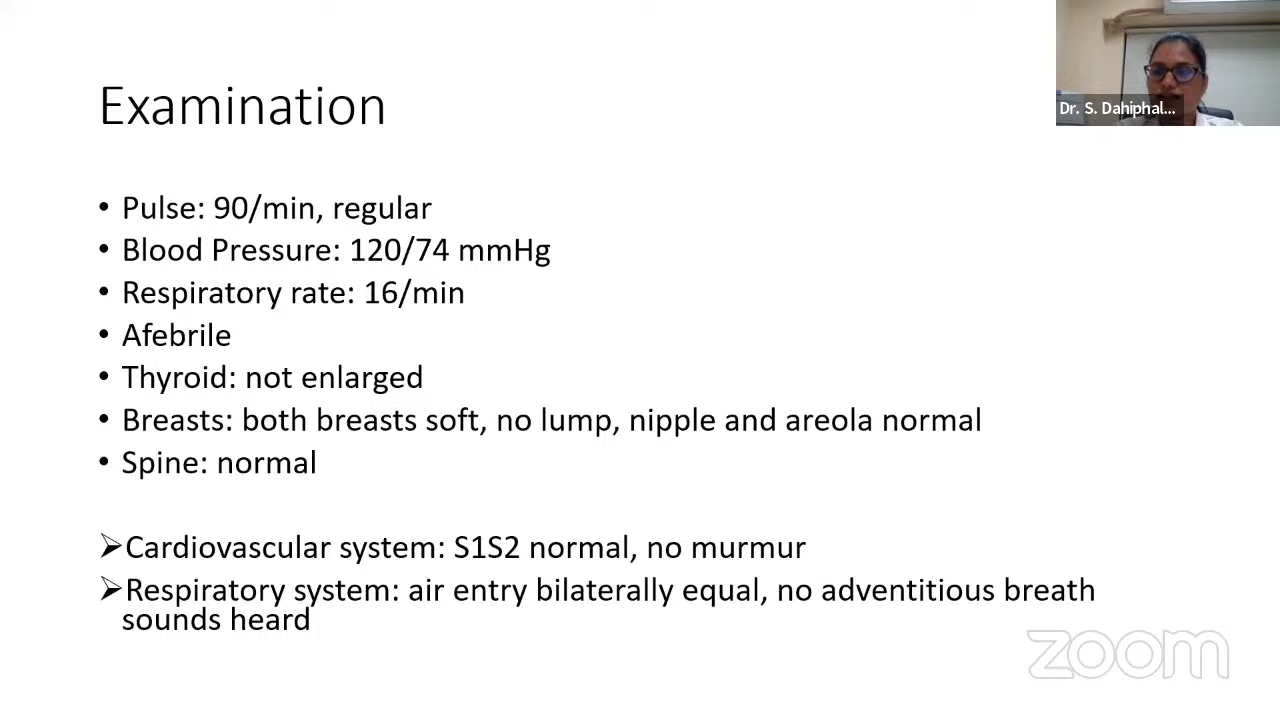 Examination
Dr. S. Dahiphal...
• Pulse: 90/min, regular
• Blood Pressure: 120/74 mmHg
• Respiratory rate: 16/min
• Afebrile
• Thyroid: not enlarged
• Breasts: both breasts soft, no lump, nipple and areola normal
• Spine: normal
➢Cardiovascular system: S1S2 normal, no murmur
➢Respiratory system: air entry bilaterally equal, no adventitious breath
sounds heard
zoom